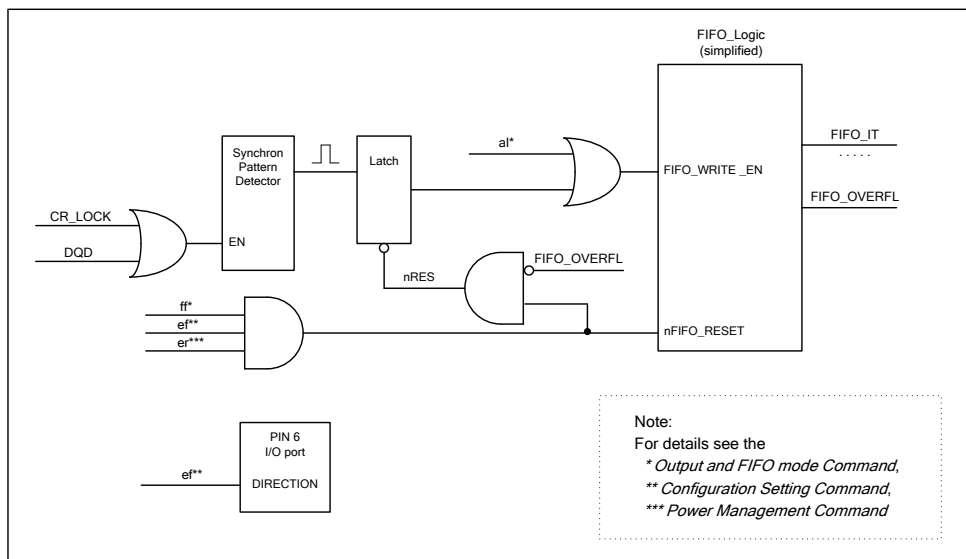 FIFO_Logic
(simplified)
Synchron
Pattern
Detector
EN
Latch
al*
FIFO_WRITE _EN
FIFO_IT
. . . . .
FIFO_OVERFL
CR_LOCK
DQD
nRES
FIFO_OVERFL
ff*
ef**
er***
nFIFO_RESET
PIN 6
I/O port
DIRECTION
ef**
Note:
For details see the
* Output and FIFO mode Command,
** Configuration Setting Command,
*** Power Management Command